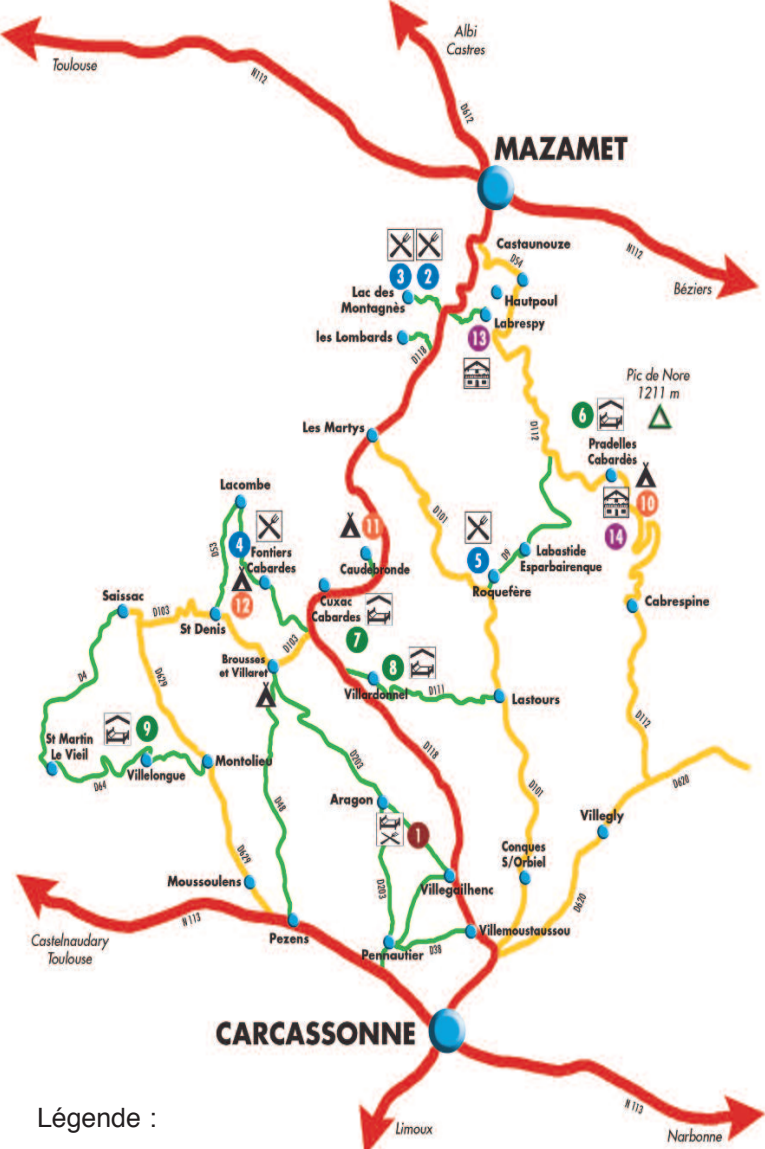 Albi
Castres
Toulouse
N112
D612
MAZAMET
Castaunouze
N112
D54
3
2
Béziers
Lac des
Montagnès
Hautpoul
Labrespy
les Lombards
13
D118
Pic de Nore
1211 m
6
Les Martys
D112
Pradelles
Cabardès
Lacombe
10
D101
11
14
4
Fontiers
Cabardes
D53
5
D9
Labastide
Esparbairenque
Caudebronde
12
Roquefère
Saissac
D103
Cuxac
Cabardes
Cabrespine
St Denis
D103
7
Brousses
et Villaret
8
D4
D629
Villardonnel
D111
Lastours
D112
9
St Martin
Le Vieil
Villelongue
Montolieu
D64
D203
D118
D620
D48
Aragon
D101
Villegly
1
Conques
S/Orbiel
D629
Moussoulens
D203
Villegailhenc
D620
N 113
Pezens
Villemoustaussou
Castelnaudary
Toulouse
Pennautier
D38
CARCASSONNE
Légende :
Limoux
N 113
Narbonne